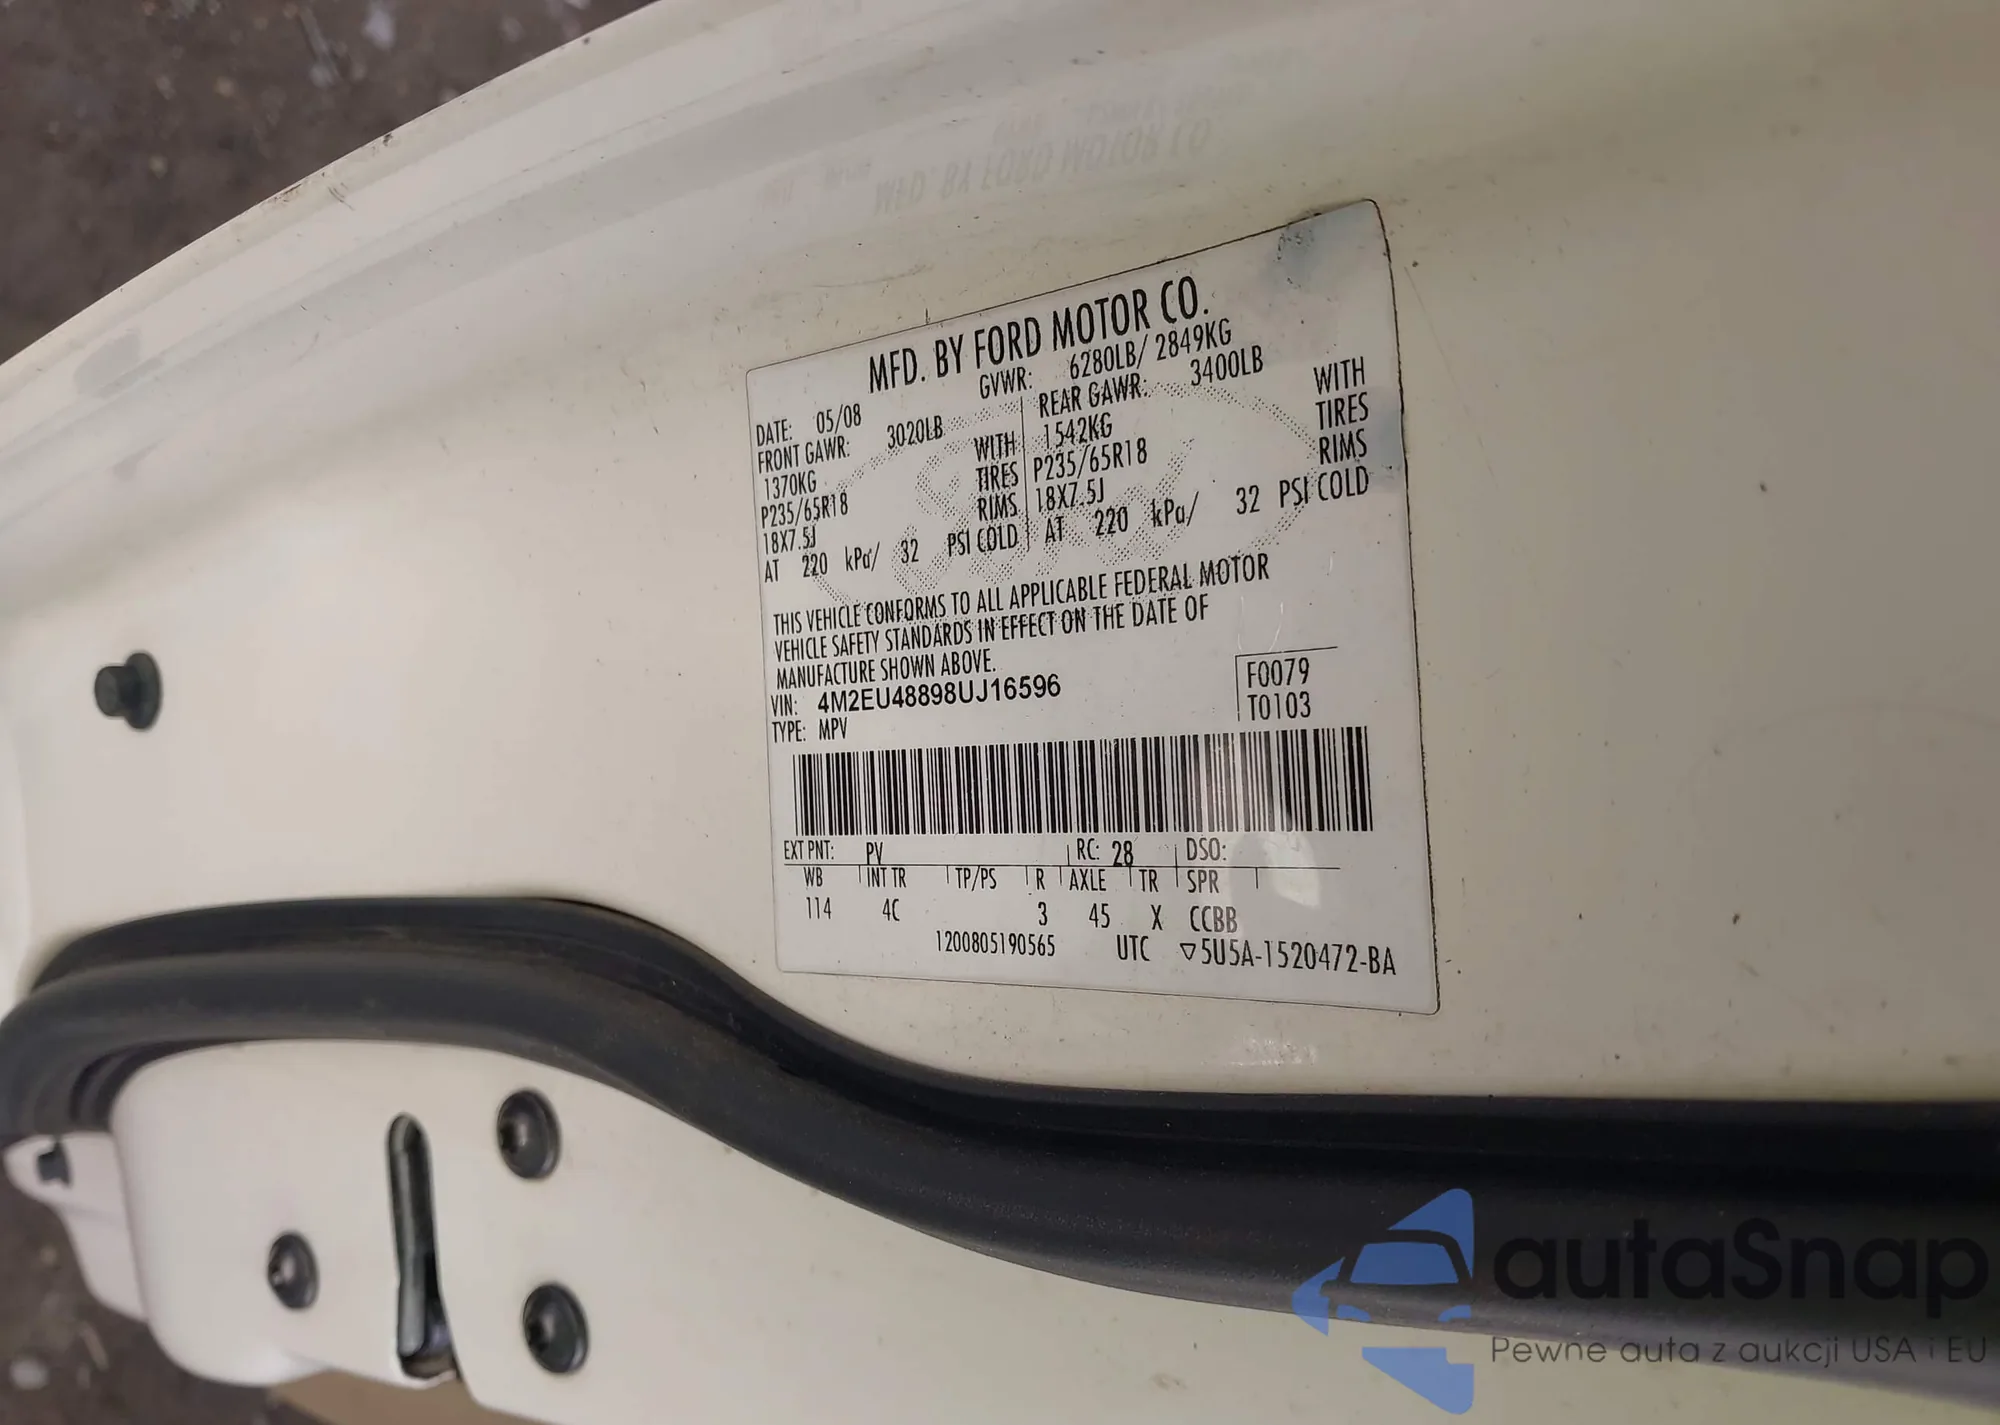 MFD. BY FORD MOTOR CO.
DATE: 05/08 GVWR: 6280LB/ 2849KG
FRONT GAWR: 3020LB REAR GAWR: 3400LB
1370KG WITH 1542KG WITH
P235/65R18 TIRES P235/65R18 TIRES
18X7.5J RIMS 18X7.5J RIMS
AT 220 kPa/ 32 PSI COLD AT 220 kPa/ 32 PSI COLD
THIS VEHICLE CONFORMS TO ALL APPLICABLE FEDERAL MOTOR
VEHICLE SAFETY STANDARDS IN EFFECT ON THE DATE OF
MANUFACTURE SHOWN ABOVE.
VIN: 4M2EU48898UJ16596 F0079
TYPE: MPV T0103
EXT PNT: PV RC: 28 DSO:
WB INT TR TP/PS R AXLE TR SPR
114 4C 3 45 X CCBB
1200805190565 UTC ▽5U5A-1520472-BA
autaSnap
Pewne auta z aukcji USA i EU